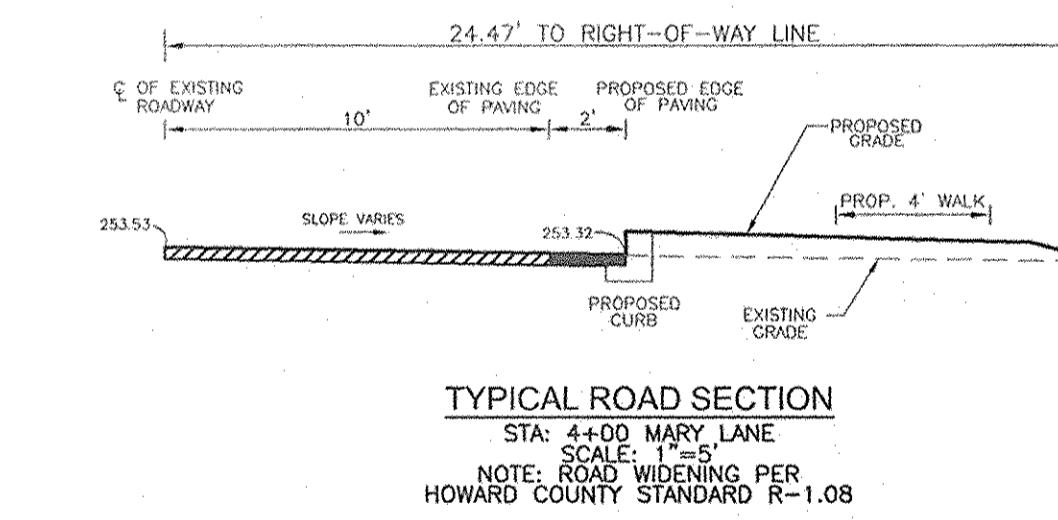 24.47' TO RIGHT-OF-WAY LINE
℄ OF EXISTING
ROADWAY
EXISTING EDGE
OF PAVING
PROPOSED EDGE
OF PAVING
10'
2'
PROPOSED
GRADE
PROP. 4' WALK
253.53
SLOPE VARIES
253.32
PROPOSED
CURB
EXISTING
GRADE
TYPICAL ROAD SECTION
STA: 4+00 MARY LANE
SCALE: 1"=5'
NOTE: ROAD WIDENING PER
HOWARD COUNTY STANDARD R-1.08